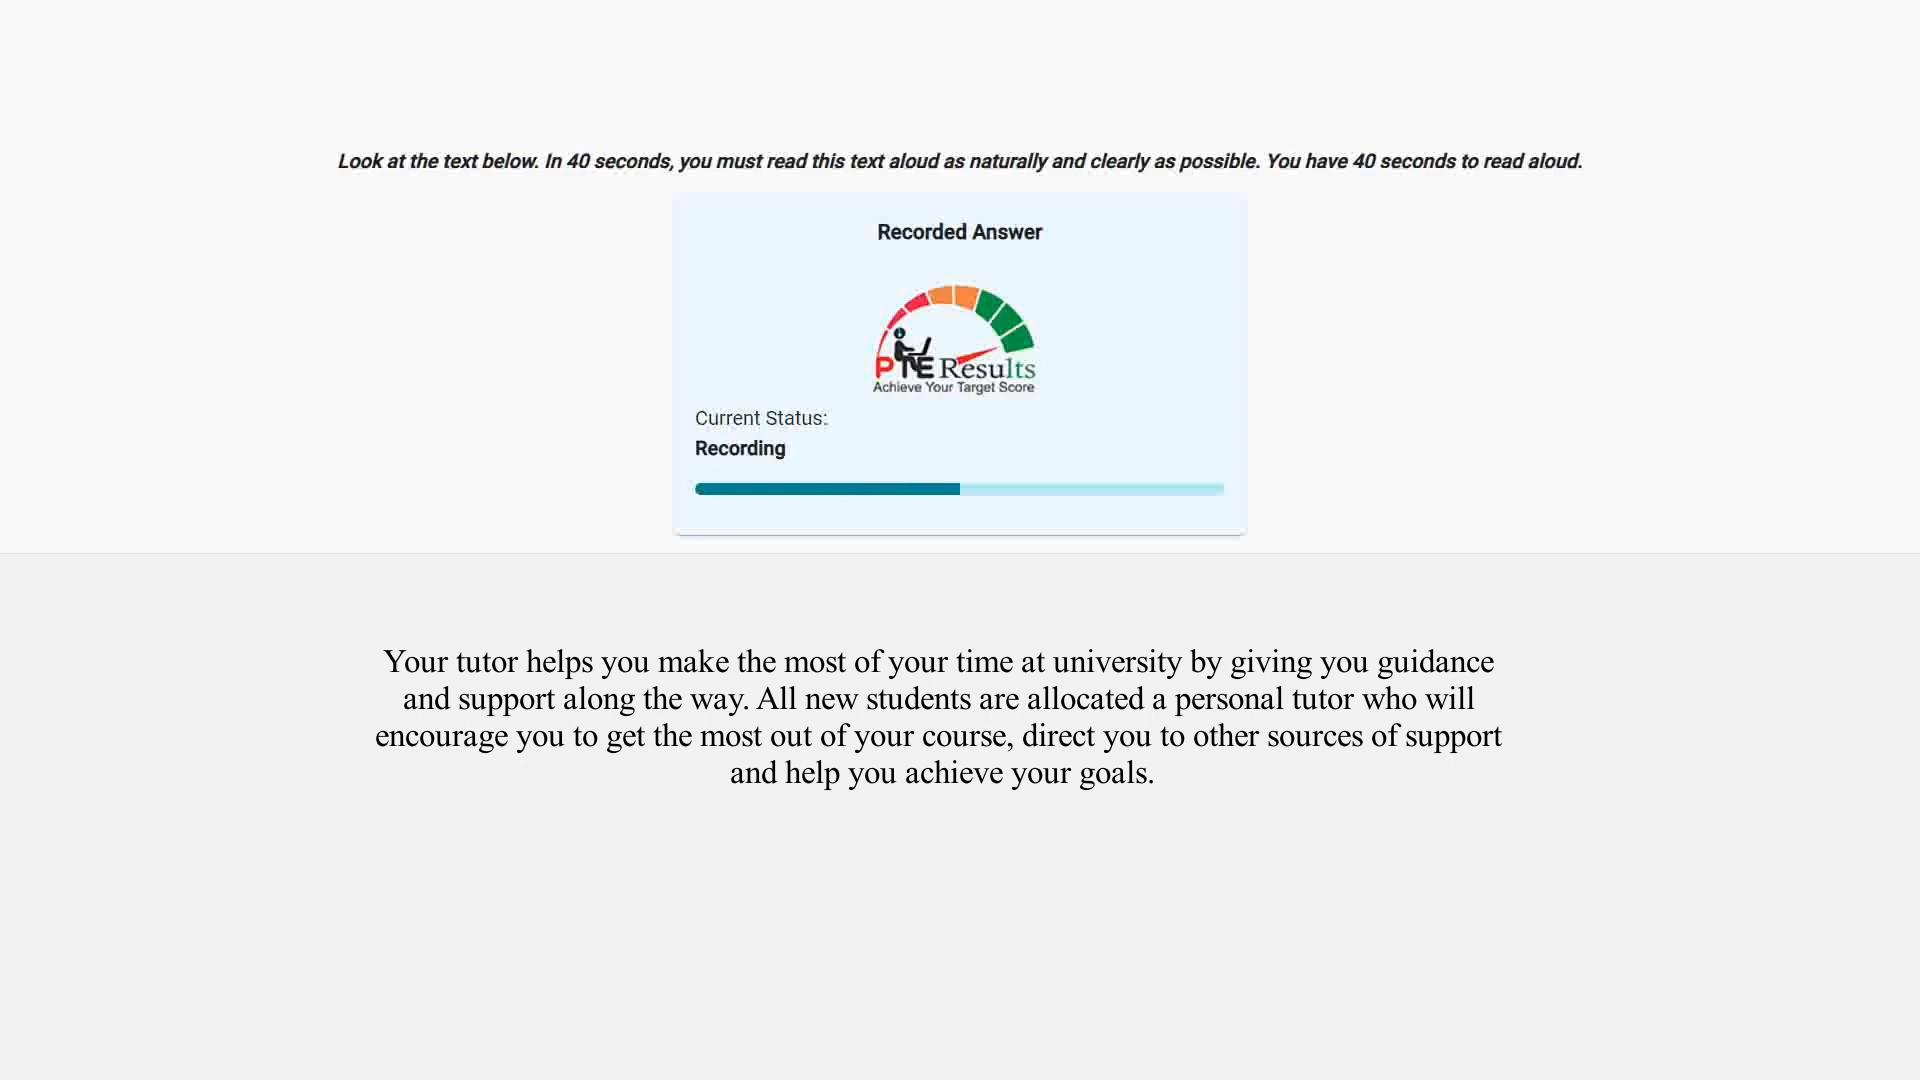 Look at the text below. In 40 seconds, you must read this text aloud as naturally and clearly as possible. You have 40 seconds to read aloud.
Recorded Answer
PTE Results
Achieve Your Target Score
Current Status:
Recording
Your tutor helps you make the most of your time at university by giving you guidance
and support along the way. All new students are allocated a personal tutor who will
encourage you to get the most out of your course, direct you to other sources of support
and help you achieve your goals.